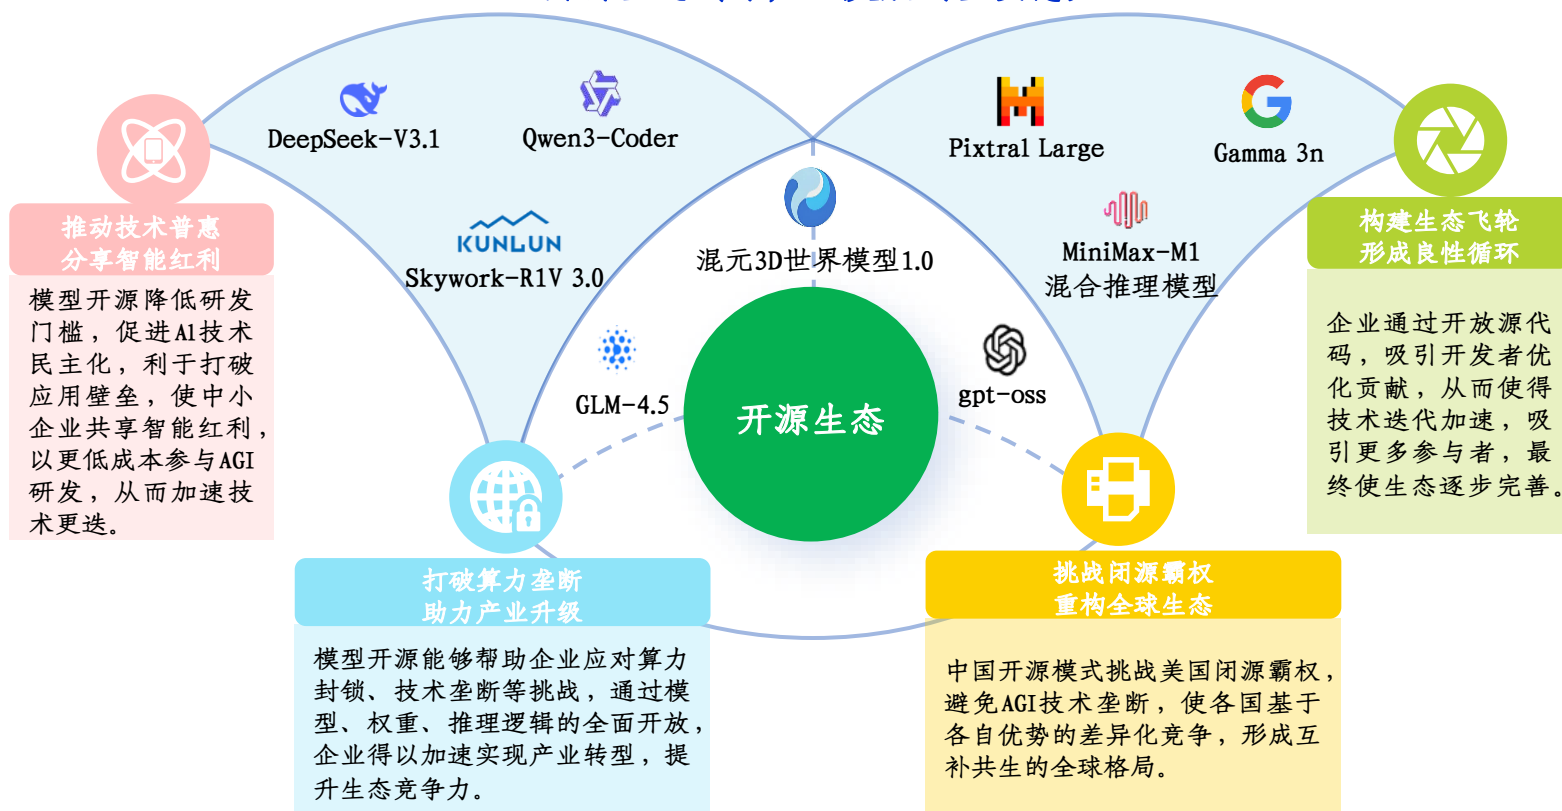 DeepSeek-V3.1
Qwen3-Coder
Pixtral Large
Gamma 3n
KUNLUN
Skywork-R1V 3.0
混元3D世界模型1.0
MiniMax-M1
混合推理模型
GLM-4.5
gpt-oss
开源生态
推动技术普惠
分享智能红利
模型开源降低研发
门槛，促进AI技术
民主化，利于打破
应用壁垒，使中小
企业共享智能红利，
以更低成本参与AGI
研发，从而加速技
术更迭。
打破算力垄断
助力产业升级
模型开源能够帮助企业应对算力
封锁、技术垄断等挑战，通过模
型、权重、推理逻辑的全面开放，
企业得以加速实现产业转型，提
升生态竞争力。
挑战闭源霸权
重构全球生态
中国开源模式挑战美国闭源霸权，
避免AGI技术垄断，使各国基于
各自优势的差异化竞争，形成互
补共生的全球格局。
构建生态飞轮
形成良性循环
企业通过开放源代
码，吸引开发者优
化贡献，从而使得
技术迭代加速，吸
引更多参与者，最
终使生态逐步完善。